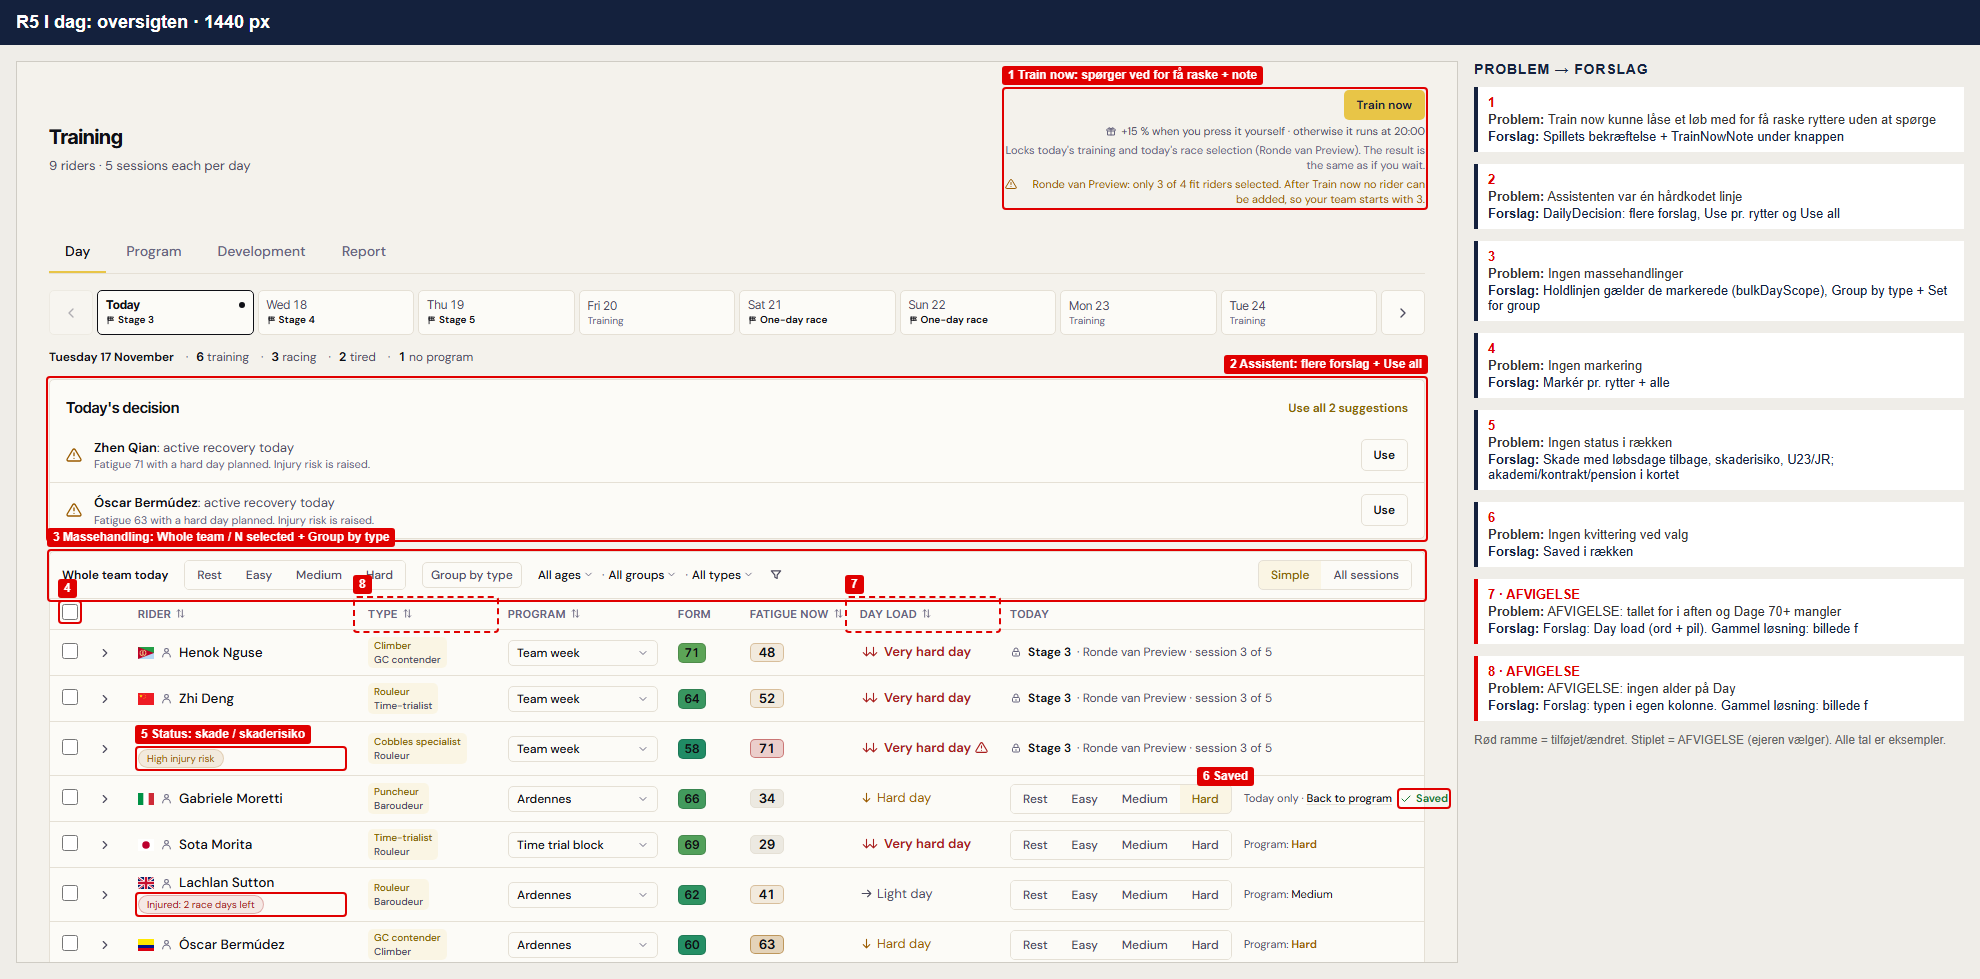 R5 I dag: oversigten · 1440 px
1 Train now: spørger ved for få raske + note
Train now
+15 % when you press it yourself · otherwise it runs at 20:00
Locks today's training and today's race selection (Ronde van Preview). The result is
the same as if you wait.
Ronde van Preview: only 3 of 4 fit riders selected. After Train now no rider can
be added, so your team starts with 3.
Training
9 riders · 5 sessions each per day
Day Program Development Report
Today Wed 18 Thu 19 Fri 20 Sat 21 Sun 22 Mon 23 Tue 24
Stage 3 Stage 4 Stage 5 Training One-day race One-day race Training Training
Tuesday 17 November · 6 training · 3 racing · 2 tired · 1 no program
2 Assistent: flere forslag + Use all
Today's decision
Use all 2 suggestions
Zhen Qian: active recovery today
Fatigue 71 with a hard day planned. Injury risk is raised.
Use
Óscar Bermúdez: active recovery today
Fatigue 63 with a hard day planned. Injury risk is raised.
Use
3 Massehandling: Whole team / N selected + Group by type
Whole team today Rest Easy Medium Hard Group by type All ages · All groups · All types Simple All sessions
4 8 7
RIDER TYPE PROGRAM FORM FATIGUE NOW DAY LOAD TODAY
Henok Nguse Climber Team week 71 48 Very hard day Stage 3 · Ronde van Preview · session 3 of 5
GC contender
Zhi Deng Rouleur Team week 64 52 Very hard day Stage 3 · Ronde van Preview · session 3 of 5
Time-trialist
5 Status: skade / skaderisiko
Cobbles specialist Team week 58 71 Very hard day Stage 3 · Ronde van Preview · session 3 of 5
Rouleur
High injury risk
6 Saved
Gabriele Moretti Puncheur Ardennes 66 34 Hard day Rest Easy Medium Hard Today only · Back to program Saved
Baroudeur
Sota Morita Time-trialist Time trial block 69 29 Very hard day Rest Easy Medium Hard Program: Hard
Rouleur
Lachlan Sutton Rouleur Ardennes 62 41 Light day Rest Easy Medium Hard Program: Medium
Baroudeur
Injured: 2 race days left
Óscar Bermúdez GC contender Ardennes 60 63 Hard day Rest Easy Medium Hard Program: Hard
Climber
PROBLEM → FORSLAG
1
Problem: Train now kunne låse et løb med for få raske ryttere uden at spørge
Forslag: Spillets bekræftelse + TrainNowNote under knappen
2
Problem: Assistenten var én hårdkodet linje
Forslag: DailyDecision: flere forslag, Use pr. rytter og Use all
3
Problem: Ingen massehandlinger
Forslag: Holdlinjen gælder de markerede (bulkDayScope), Group by type + Set
for group
4
Problem: Ingen markering
Forslag: Markér pr. rytter + alle
5
Problem: Ingen status i rækken
Forslag: Skade med løbsdage tilbage, skaderisiko, U23/JR;
akademi/kontrakt/pension i kortet
6
Problem: Ingen kvittering ved valg
Forslag: Saved i rækken
7 · AFVIGELSE
Problem: AFVIGELSE: tallet for i aften og Dage 70+ mangler
Forslag: Forslag: Day load (ord + pil). Gammel løsning: billede f
8 · AFVIGELSE
Problem: AFVIGELSE: ingen alder på Day
Forslag: Forslag: typen i egen kolonne. Gammel løsning: billede f
Rød ramme = tilføjet/ændret. Stiplet = AFVIGELSE (ejeren vælger). Alle tal er eksempler.